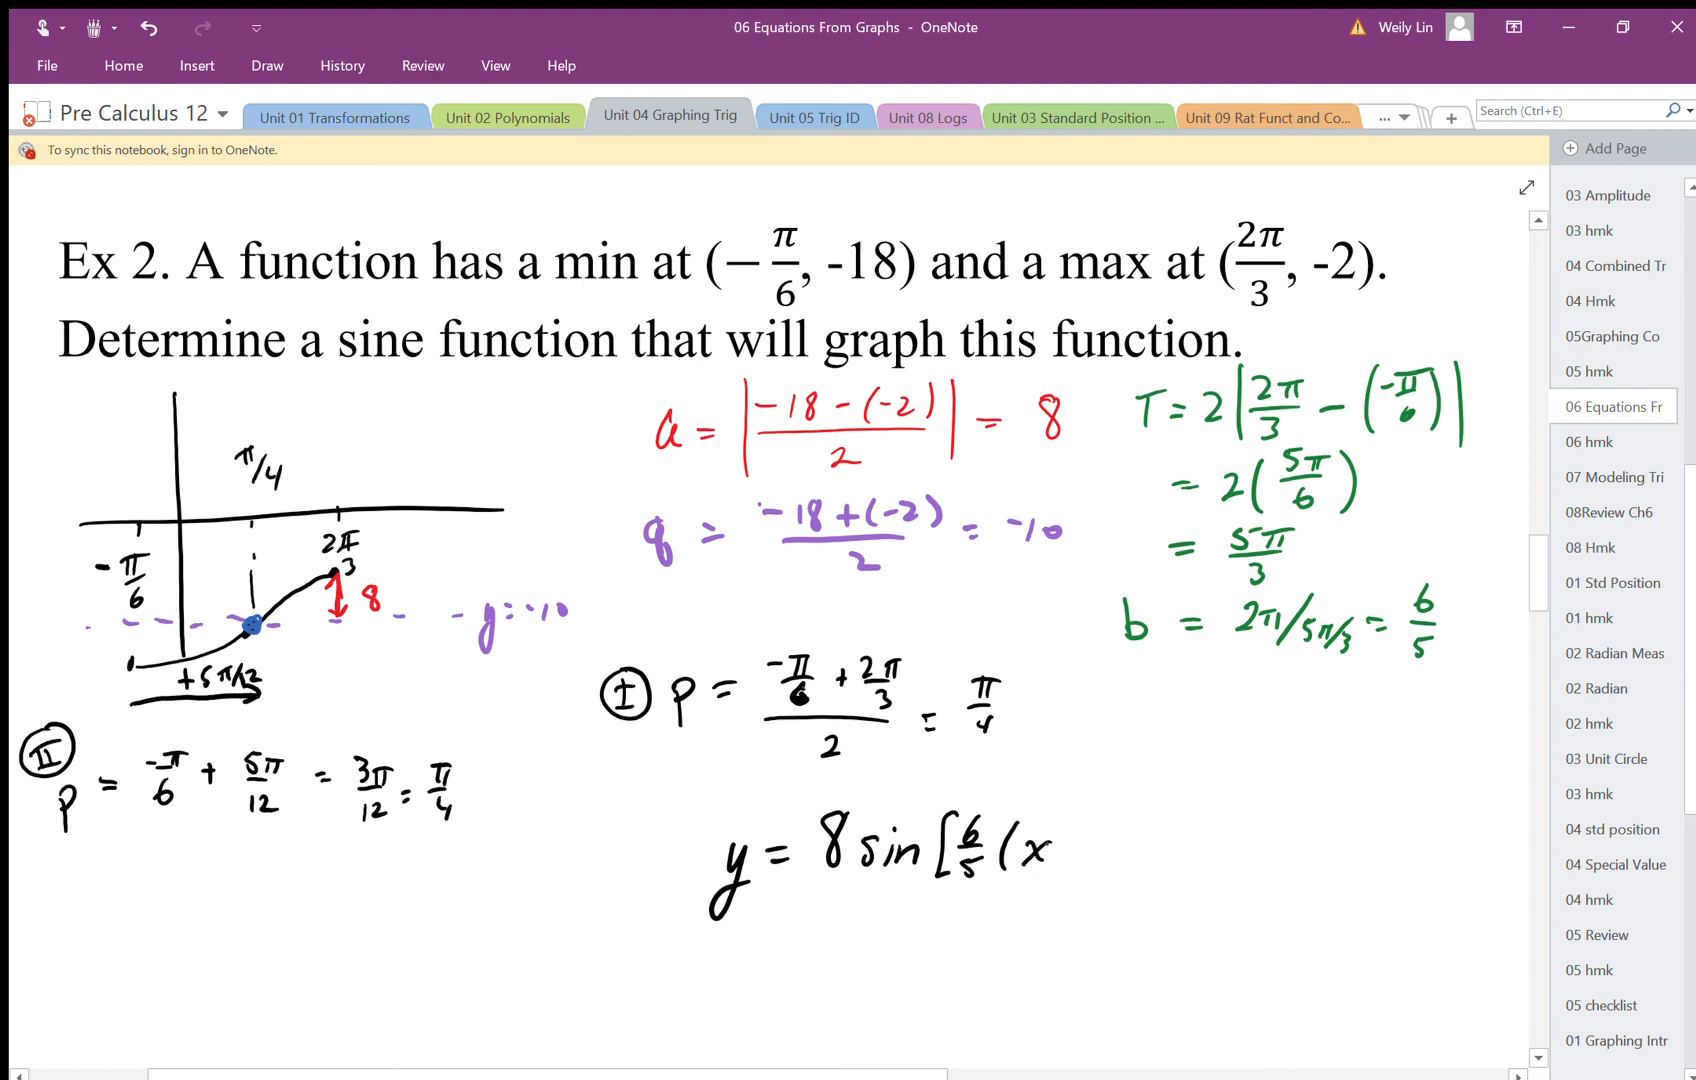 06 Equations From Graphs - OneNote
Weily Lin
File Home Insert Draw History Review View Help
Pre Calculus 12
Unit 01 Transformations Unit 02 Polynomials Unit 04 Graphing Trig Unit 05 Trig ID Unit 08 Logs Unit 03 Standard Position ... Unit 09 Rat Funct and Co... ...
Search (Ctrl+E)
To sync this notebook, sign in to OneNote.
Ex 2. A function has a min at (−π/6, -18) and a max at (2π/3, -2).
Determine a sine function that will graph this function.
a = |(-18 - (-2))/2| = 8
q = (-18 + (-2))/2 = -10
T = 2|2π/3 - (-π/6)|
= 2(5π/6)
= 5π/3
b = 2π/5π/3 = 6/5
π/4
-π/6
2π/3
8
y = -10
+5π/12
Ⓘ p = (-π/6 + 2π/3)/2 = π/4
Ⓘⓘ
p = -π/6 + 5π/12 = 3π/12 = π/4
y = 8 sin [6/5 (x
Add Page
03 Amplitude
03 hmk
04 Combined Tr
04 Hmk
05Graphing Co
05 hmk
06 Equations Fr
06 hmk
07 Modeling Tri
08Review Ch6
08 Hmk
01 Std Position
01 hmk
02 Radian Meas
02 Radian
02 hmk
03 Unit Circle
03 hmk
04 std position
04 Special Value
04 hmk
05 Review
05 hmk
05 checklist
01 Graphing Intr